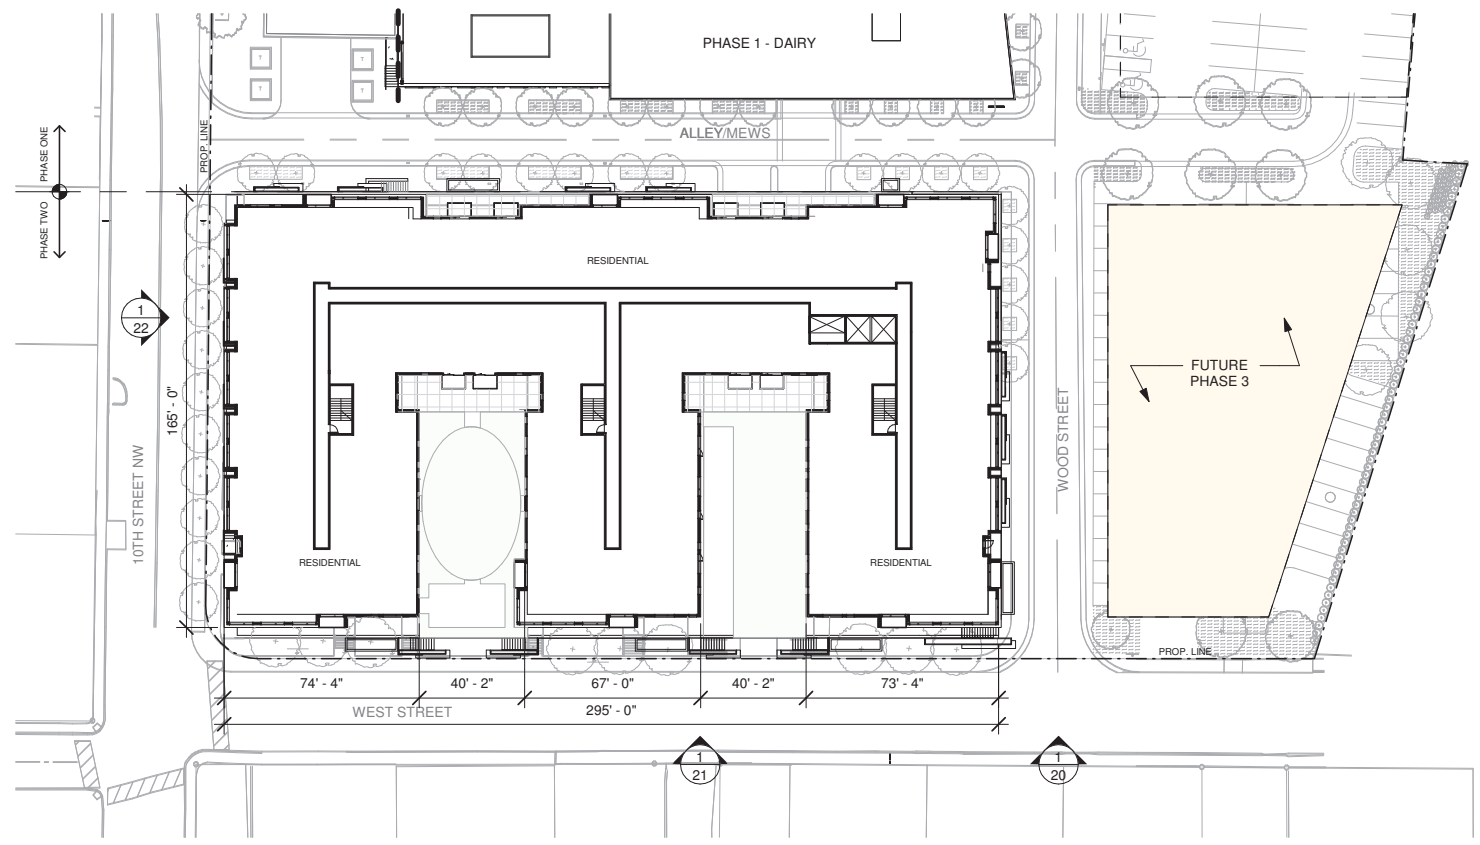 PHASE 1 - DAIRY
ALLEY/MEWS
PROP. LINE
PHASE ONE
PHASE TWO
RESIDENTIAL
1
22
165' - 0"
10TH STREET NW
WOOD STREET
FUTURE
PHASE 3
RESIDENTIAL
RESIDENTIAL
PROP. LINE
74' - 4"
40' - 2"
67' - 0"
40' - 2"
73' - 4"
WEST STREET
295' - 0"
1
21
1
20